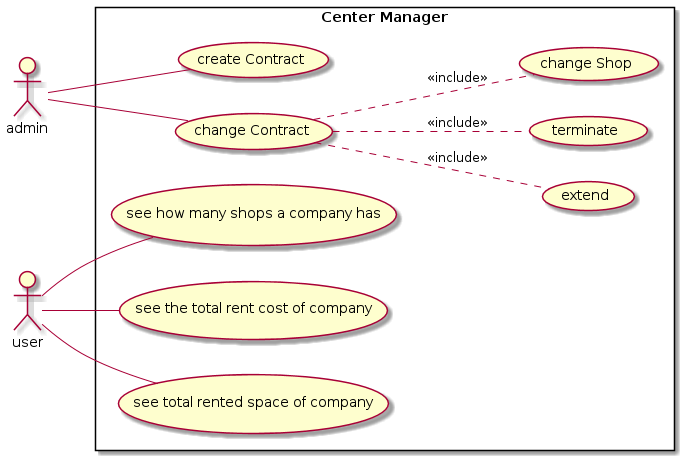 Center Manager
create Contract
change Shop
«include»
admin
change Contract
«include»
terminate
«include»
extend
see how many shops a company has
see the total rent cost of company
user
see total rented space of company